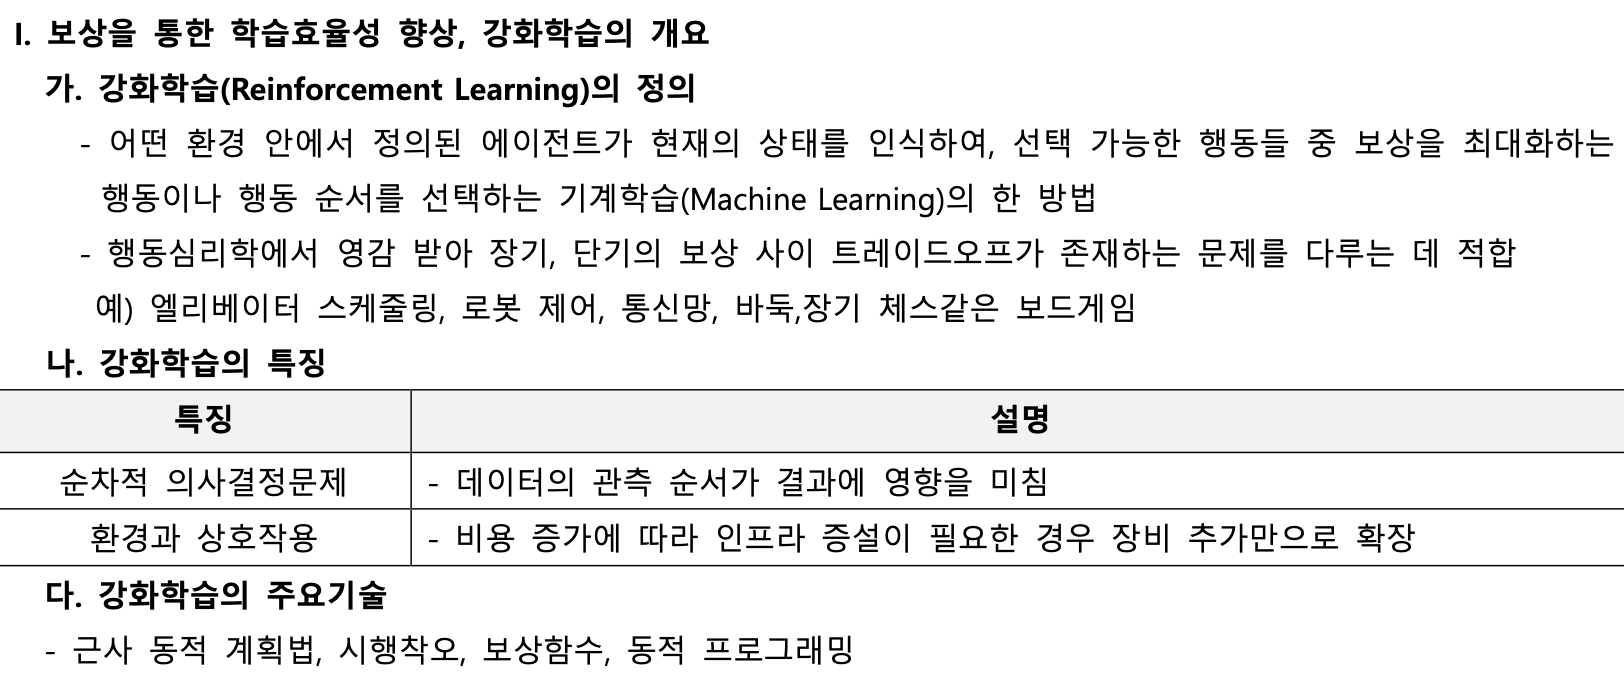 I. 보상을 통한 학습효율성 향상, 강화학습의 개요
가. 강화학습(Reinforcement Learning)의 정의
- 어떤 환경 안에서 정의된 에이전트가 현재의 상태를 인식하여, 선택 가능한 행동들 중 보상을 최대화하는
행동이나 행동 순서를 선택하는 기계학습(Machine Learning)의 한 방법
- 행동심리학에서 영감 받아 장기, 단기의 보상 사이 트레이드오프가 존재하는 문제를 다루는 데 적합
예) 엘리베이터 스케줄링, 로봇 제어, 통신망, 바둑,장기 체스같은 보드게임
나. 강화학습의 특징
특징 설명
순차적 의사결정문제 - 데이터의 관측 순서가 결과에 영향을 미침
환경과 상호작용 - 비용 증가에 따라 인프라 증설이 필요한 경우 장비 추가만으로 확장
다. 강화학습의 주요기술
- 근사 동적 계획법, 시행착오, 보상함수, 동적 프로그래밍